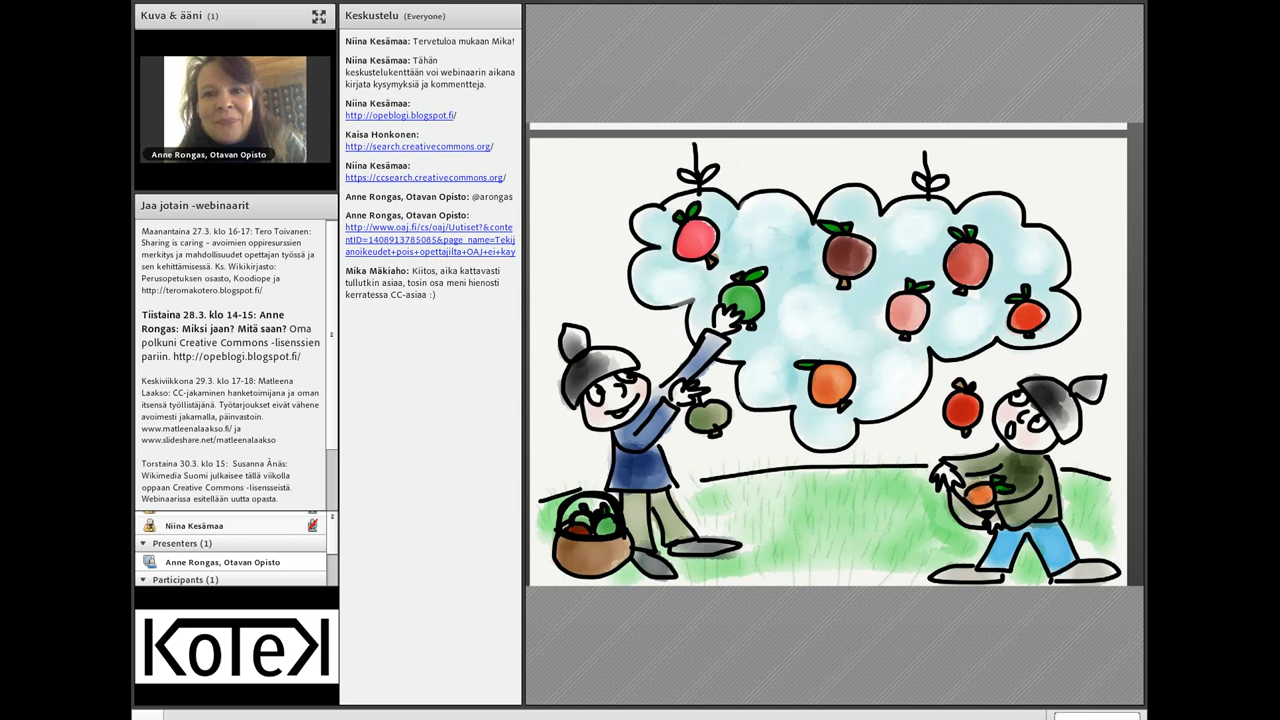 Kuva & ääni (1)
Anne Rongas, Otavan Opisto
Jaa jotain -webinaarit
Maanantaina 27.3. klo 16-17: Tero Toivanen:
Sharing is caring - avoimien oppiresurssien
merkitys ja mahdollisuudet opettajan työssä ja
sen kehittämisessä. Ks. Wikikirjasto:
Perusopetuksen osasto, Koodiope ja
http://teromakotero.blogspot.fi/
Tiistaina 28.3. klo 14-15: Anne
Rongas: Miksi jaan? Mitä saan? Oma
polkuni Creative Commons -lisenssien
pariin. http://opeblogi.blogspot.fi/
Keskiviikkona 29.3. klo 17-18: Matleena
Laakso: CC-jakaminen hanketoimijana ja oman
itsensä työllistäjänä. Työtarjoukset eivät vähene
avoimesti jakamalla, päinvastoin.
www.matleenalaakso.fi/ ja
www.slideshare.net/matleenalaakso
Torstaina 30.3. klo 15: Susanna Ånäs:
Wikimedia Suomi julkaisee tällä viikolla
oppaan Creative Commons -lisensseistä.
Webinaarissa esitellään uutta opasta.
Niina Kesämaa
Presenters (1)
Anne Rongas, Otavan Opisto
Participants (1)
KoTeK
Keskustelu (Everyone)
Niina Kesämaa: Tervetuloa mukaan Mika!
Niina Kesämaa: Tähän
keskustelukenttään voi webinaarin aikana
kirjata kysymyksiä ja kommentteja.
Niina Kesämaa:
http://opeblogi.blogspot.fi/
Kaisa Honkonen:
http://search.creativecommons.org/
Niina Kesämaa:
https://ccsearch.creativecommons.org/
Anne Rongas, Otavan Opisto: @arongas
Anne Rongas, Otavan Opisto:
http://www.oaj.fi/cs/oaj/Uutiset?&conte
ntID=1408913785085&page_name=Tekij
anoikeudet+pois+opettajilta+OAJ+ei+kay
Mika Mäkiaho: Kiitos, aika kattavasti
tullutkin asiaa, tosin osa meni hienosti
kerratessa CC-asiaa :)